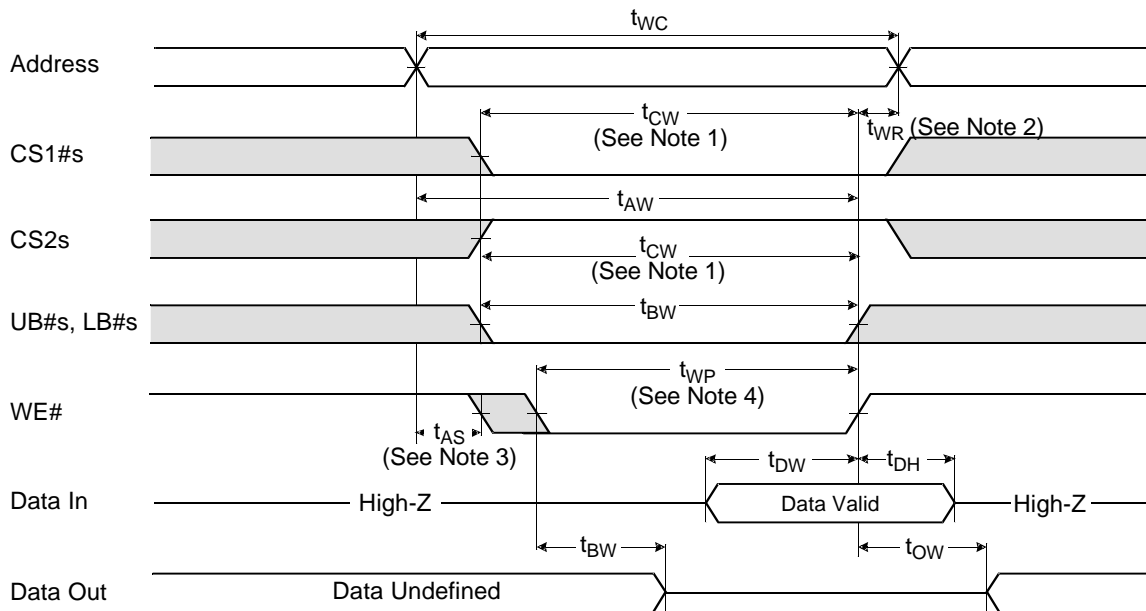 tWC
Address
tCW
(See Note 1)
tWR (See Note 2)
CS1#s
tAW
CS2s
tCW
(See Note 1)
tBW
UB#s, LB#s
tWP
(See Note 4)
WE#
tAS
(See Note 3)
tDW
tDH
Data In
High-Z
Data Valid
High-Z
tBW
tOW
Data Out
Data Undefined